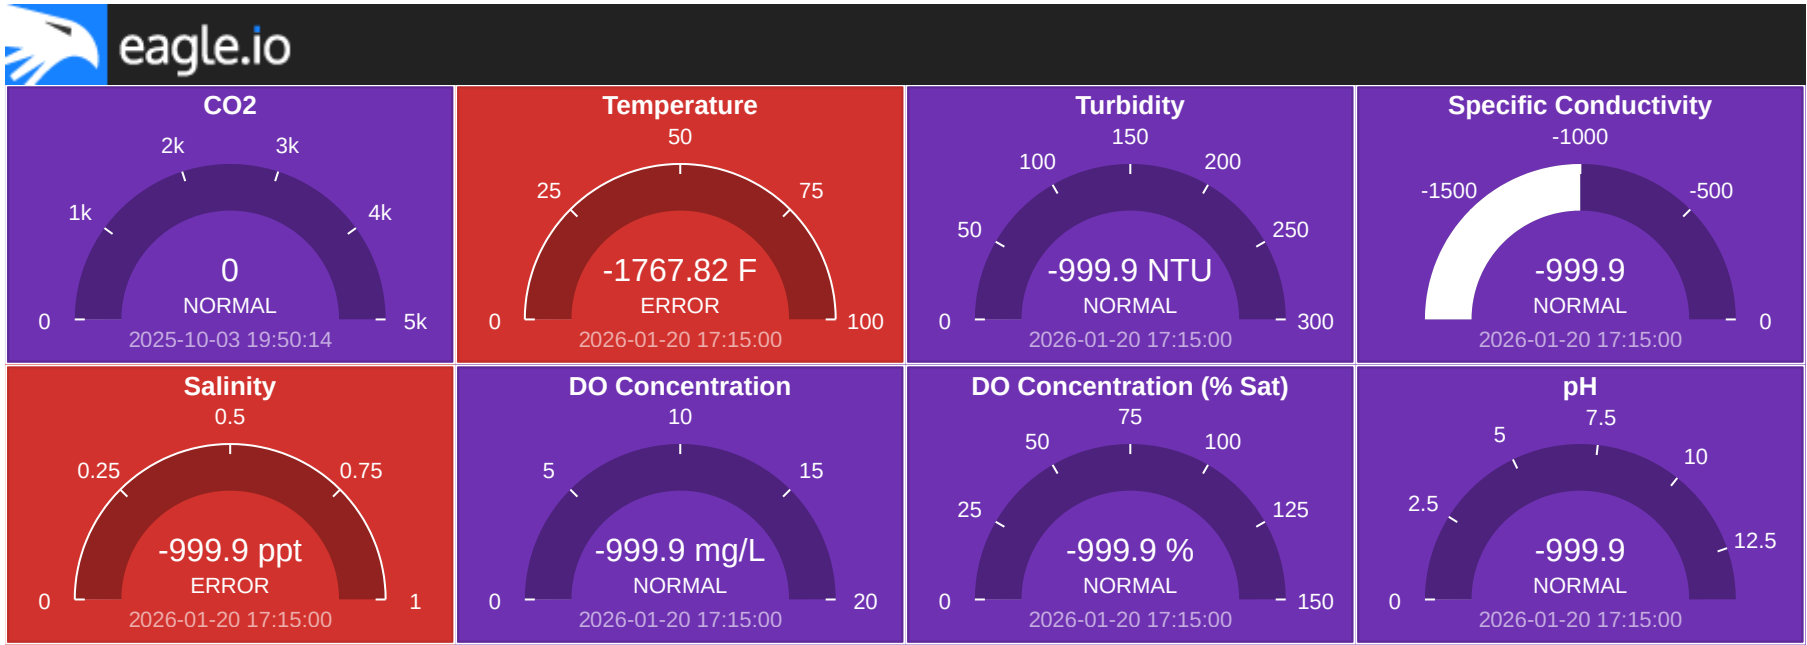 eagle.io
CO2
2k
3k
1k
4k
0
NORMAL
0
5k
2025-10-03 19:50:14
Temperature
50
25
75
-1767.82 F
ERROR
0
100
2026-01-20 17:15:00
Turbidity
150
100
200
50
250
-999.9 NTU
NORMAL
0
300
2026-01-20 17:15:00
Specific Conductivity
-1000
-1500
-500
-999.9
NORMAL
0
2026-01-20 17:15:00
Salinity
0.5
0.25
0.75
-999.9 ppt
ERROR
0
1
2026-01-20 17:15:00
DO Concentration
10
5
15
-999.9 mg/L
NORMAL
0
20
2026-01-20 17:15:00
DO Concentration (% Sat)
75
50
100
25
125
-999.9 %
NORMAL
0
150
2026-01-20 17:15:00
pH
7.5
5
10
2.5
12.5
-999.9
NORMAL
0
2026-01-20 17:15:00